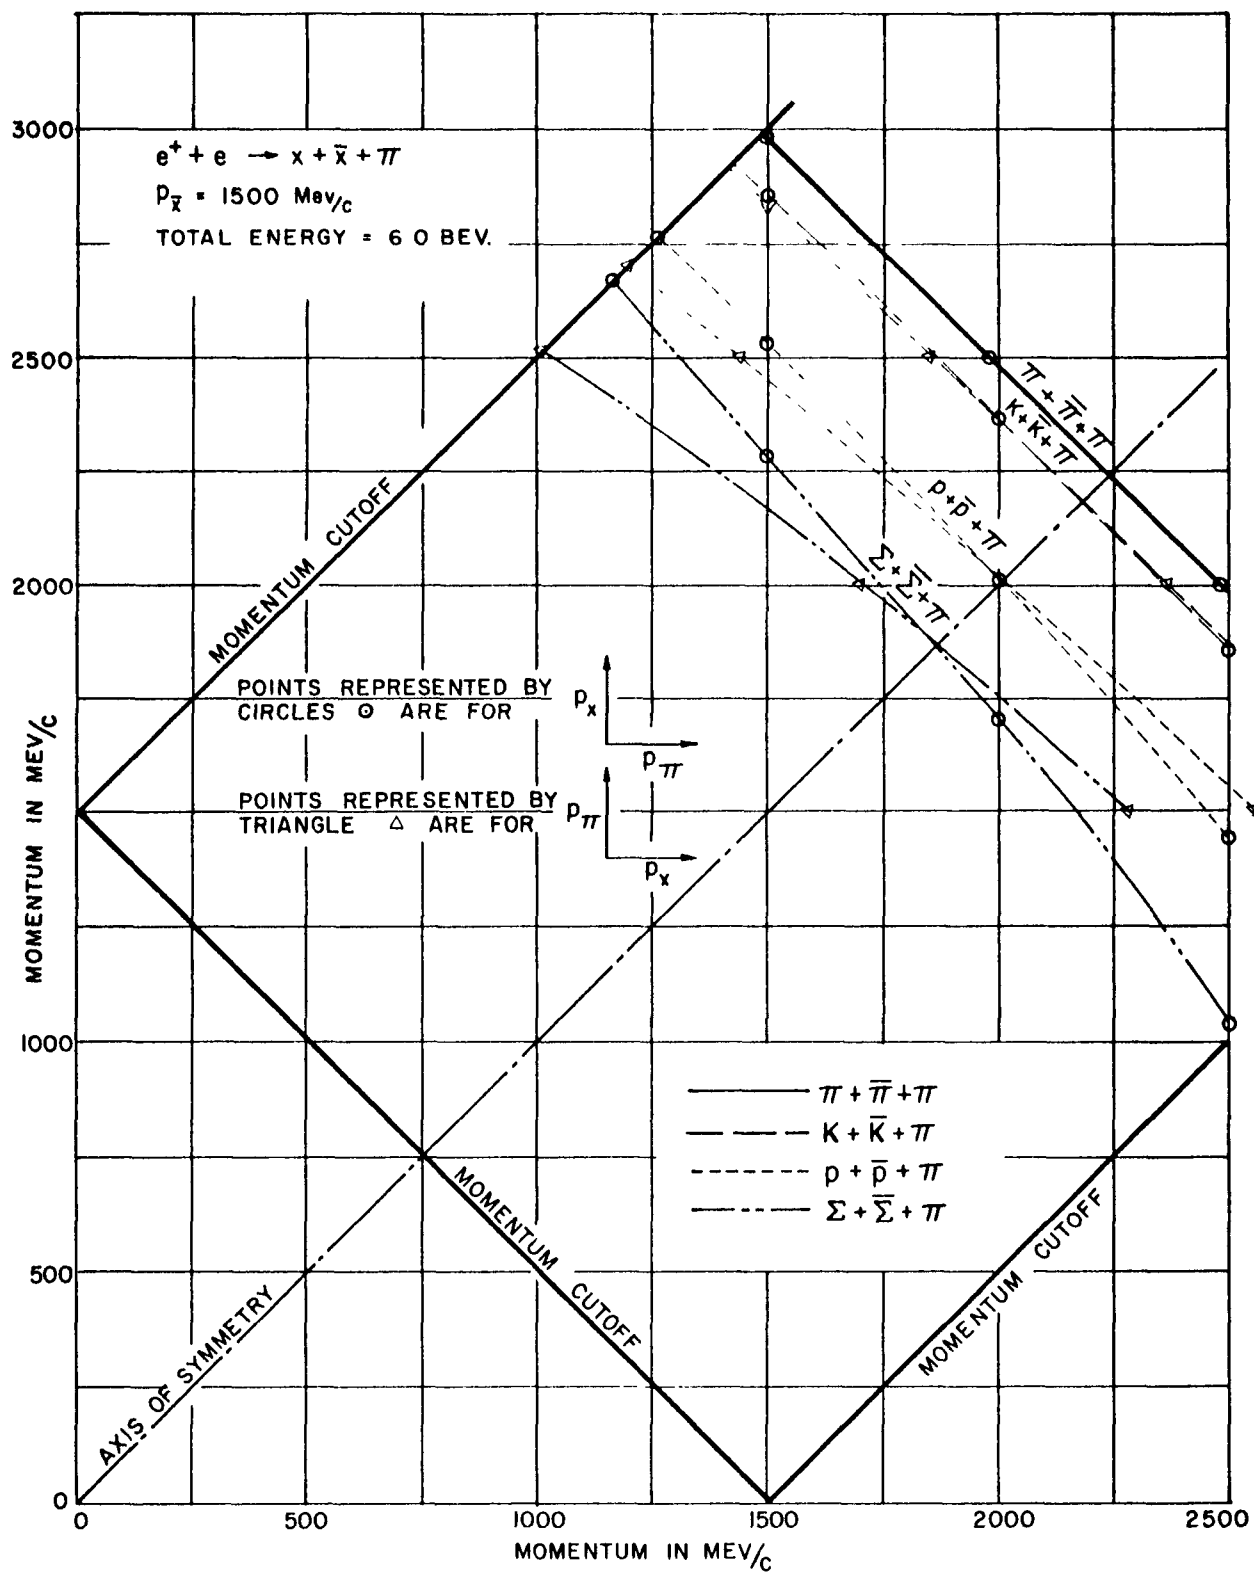 3000
e⁺ + e → x + x̄ + π
p_x̄ = 1500 Mev/c
TOTAL ENERGY = 6 0 BEV.
2500
π + π̄ + π
K + K̄ + π
p + p̄ + π
MOMENTUM CUTOFF
2000
Σ + Σ̄ + π
POINTS REPRESENTED BY
CIRCLES ⊙ ARE FOR
p_x
p_π
POINTS REPRESENTED BY
TRIANGLE △ ARE FOR
p_π
p_x
MOMENTUM IN MEV/C
1500
1000
π + π̄ + π
K + K̄ + π
p + p̄ + π
Σ + Σ̄ + π
MOMENTUM CUTOFF
MOMENTUM CUTOFF
500
AXIS OF SYMMETRY
0
0 500 1000 1500 2000 2500
MOMENTUM IN MEV/C